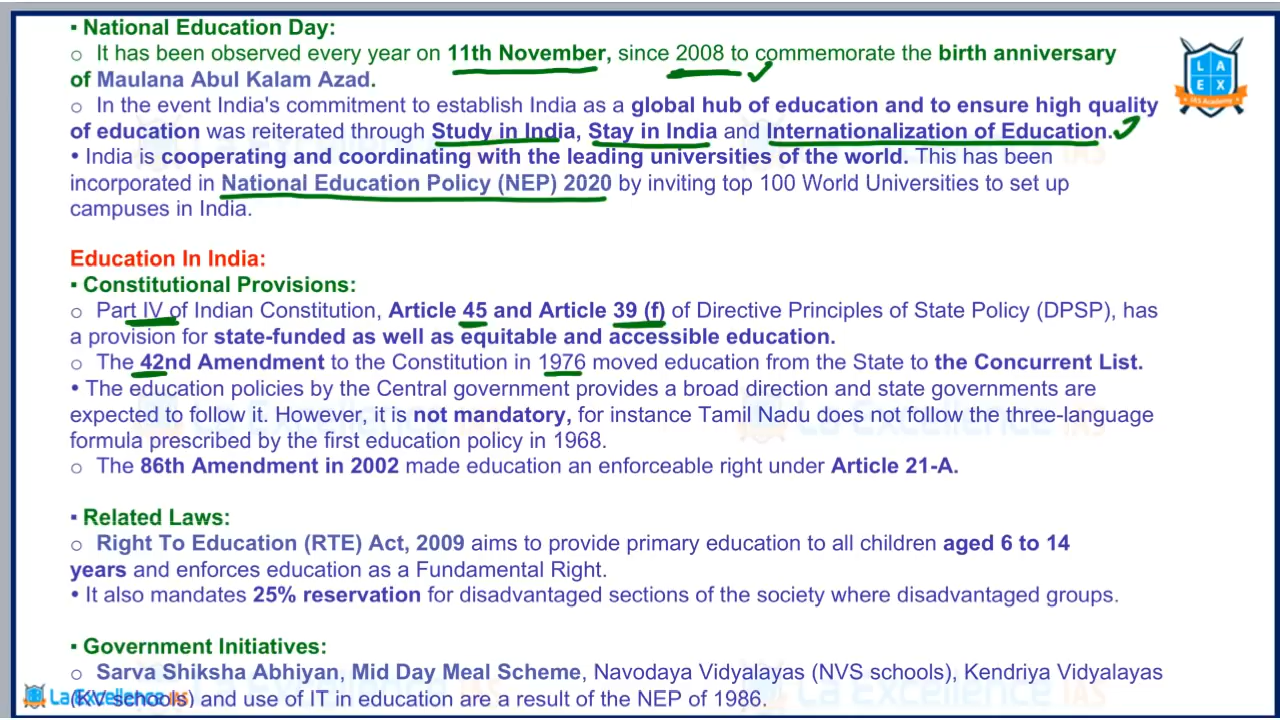 ▪ National Education Day:
o It has been observed every year on 11th November, since 2008 to commemorate the birth anniversary
of Maulana Abul Kalam Azad.
o In the event India's commitment to establish India as a global hub of education and to ensure high quality
of education was reiterated through Study in India, Stay in India and Internationalization of Education.
• India is cooperating and coordinating with the leading universities of the world. This has been
incorporated in National Education Policy (NEP) 2020 by inviting top 100 World Universities to set up
campuses in India.
Education In India:
▪ Constitutional Provisions:
o Part IV of Indian Constitution, Article 45 and Article 39 (f) of Directive Principles of State Policy (DPSP), has
a provision for state-funded as well as equitable and accessible education.
o The 42nd Amendment to the Constitution in 1976 moved education from the State to the Concurrent List.
• The education policies by the Central government provides a broad direction and state governments are
expected to follow it. However, it is not mandatory, for instance Tamil Nadu does not follow the three-language
formula prescribed by the first education policy in 1968.
o The 86th Amendment in 2002 made education an enforceable right under Article 21-A.
▪ Related Laws:
o Right To Education (RTE) Act, 2009 aims to provide primary education to all children aged 6 to 14
years and enforces education as a Fundamental Right.
• It also mandates 25% reservation for disadvantaged sections of the society where disadvantaged groups.
▪ Government Initiatives:
o Sarva Shiksha Abhiyan, Mid Day Meal Scheme, Navodaya Vidyalayas (NVS schools), Kendriya Vidyalayas
(KV schools) and use of IT in education are a result of the NEP of 1986.
L A
E X
IAS Academy
La Excellence IAS
La Excellence IAS
La Excellence IAS